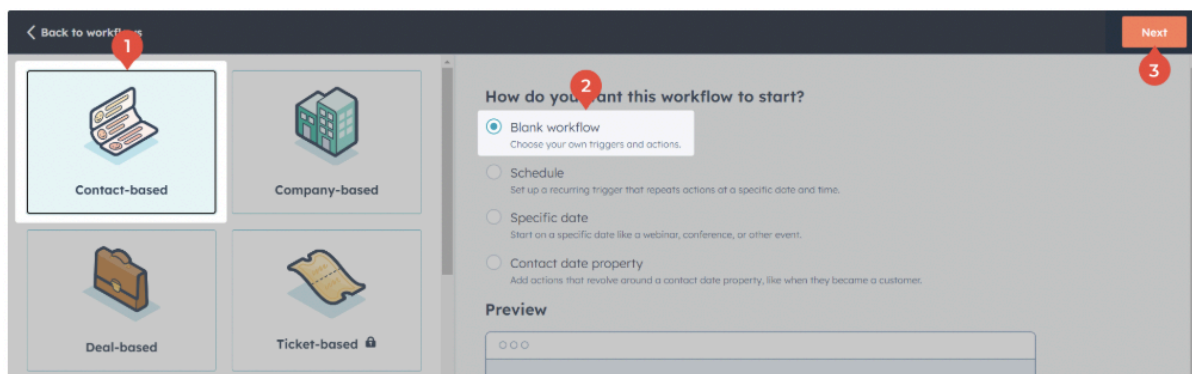 Back to workflows
Next
1
2
3
How do you want this workflow to start?
Blank workflow
Choose your own triggers and actions.
Schedule
Set up a recurring trigger that repeats actions at a specific date and time.
Specific date
Start on a specific date like a webinar, conference, or other event.
Contact date property
Add actions that revolve around a contact date property, like when they became a customer.
Preview
Contact-based
Company-based
Deal-based
Ticket-based